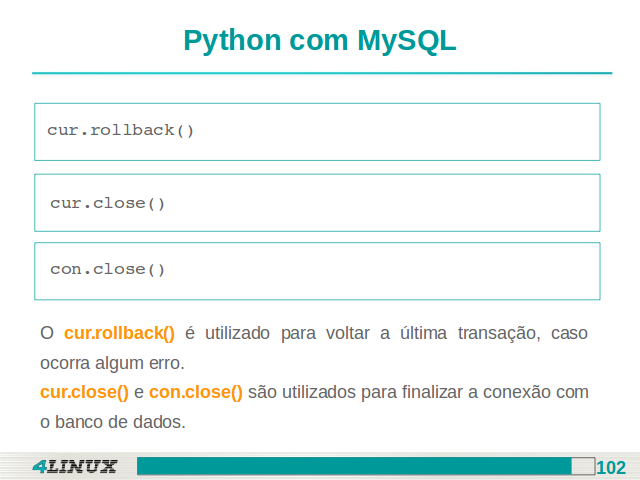 Python com MySQL
cur.rollback()
cur.close()
con.close()
O cur.rollback() é utilizado para voltar a última transação, caso
ocorra algum erro.
cur.close() e con.close() são utilizados para finalizar a conexão com
o banco de dados.
4LINUX
102